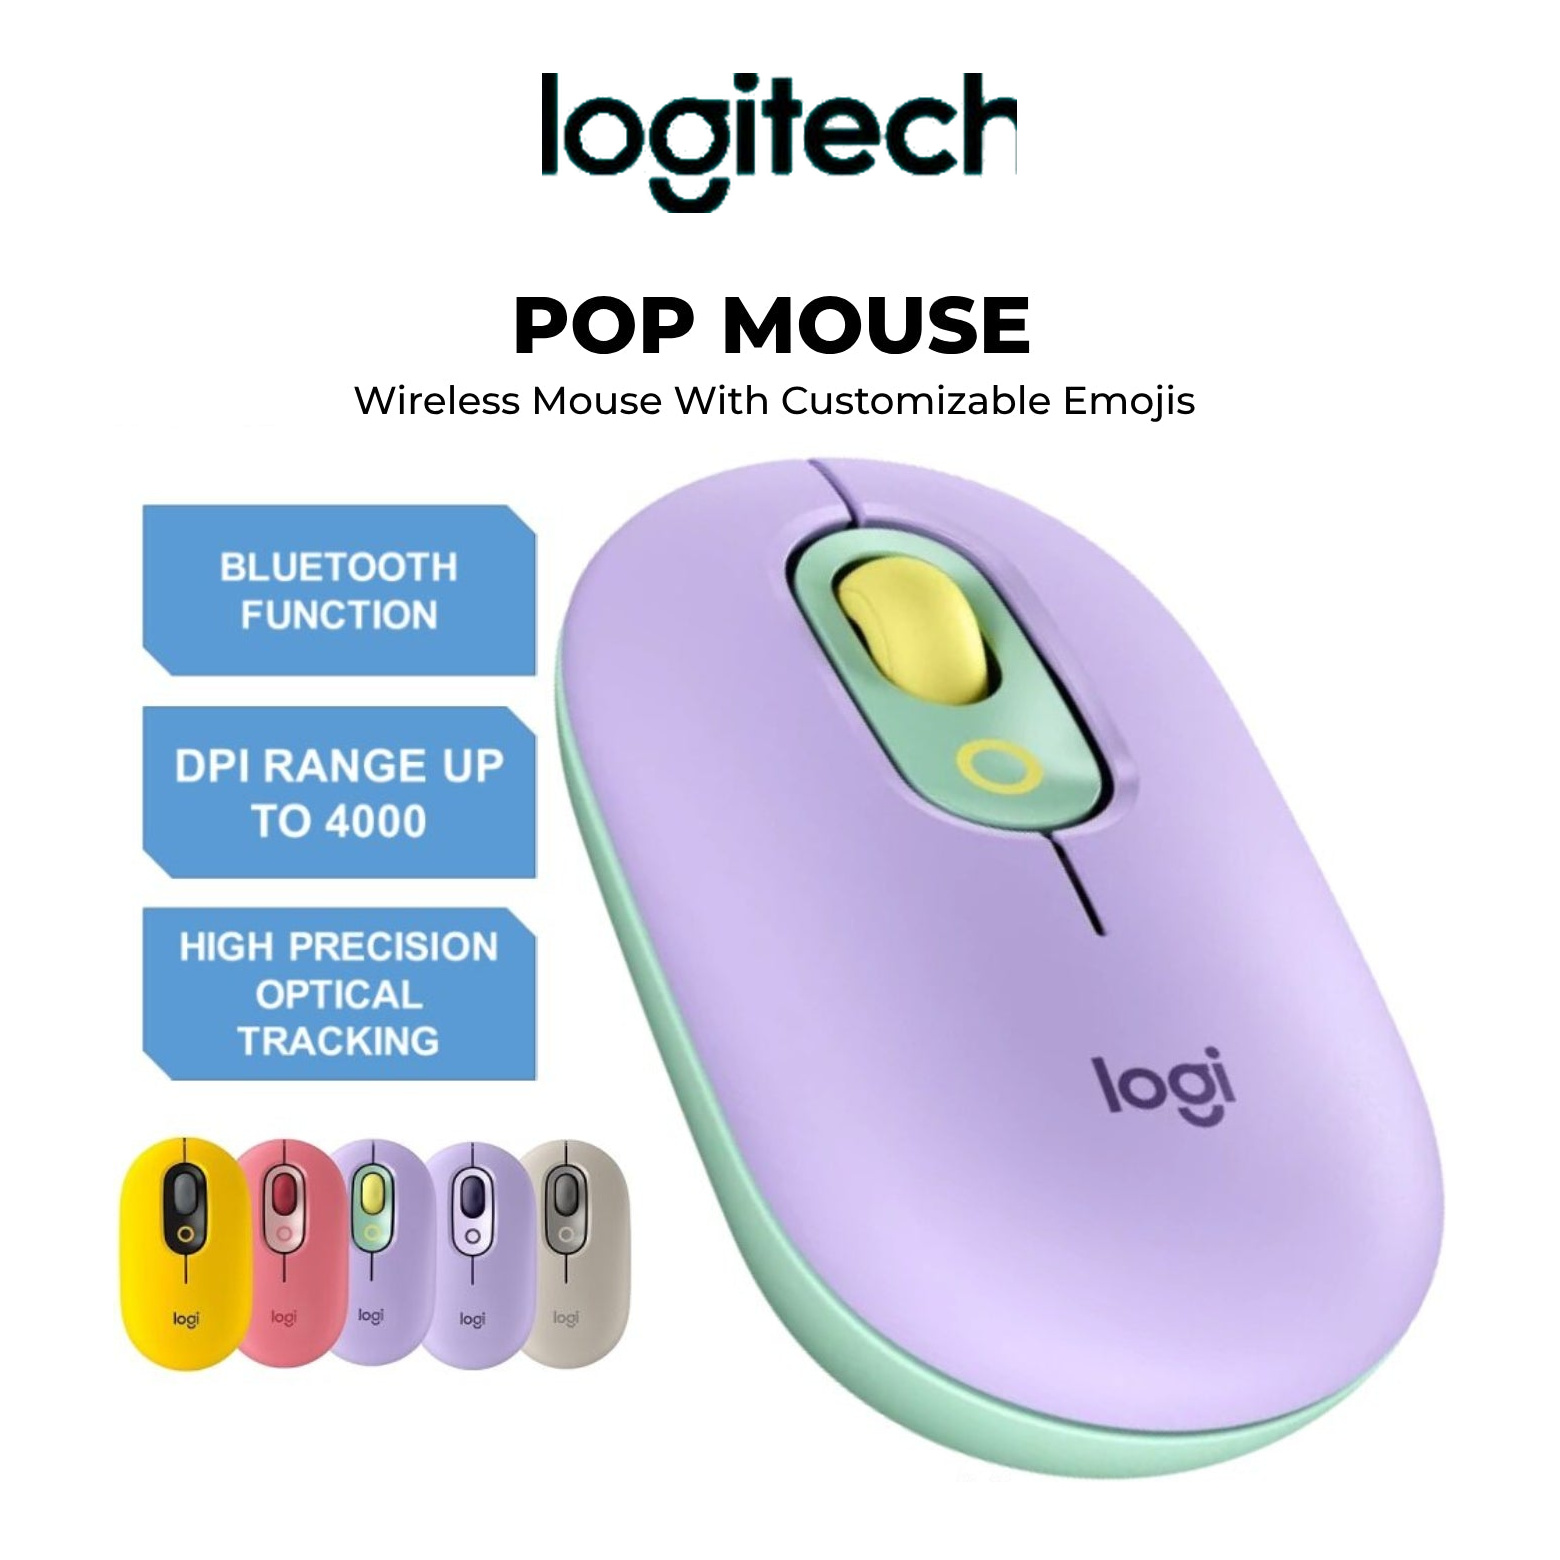 logitech
POP MOUSE
Wireless Mouse With Customizable Emojis
BLUETOOTH
FUNCTION
DPI RANGE UP
TO 4000
HIGH PRECISION
OPTICAL
TRACKING
logi
logi
logi
logi
logi
logi